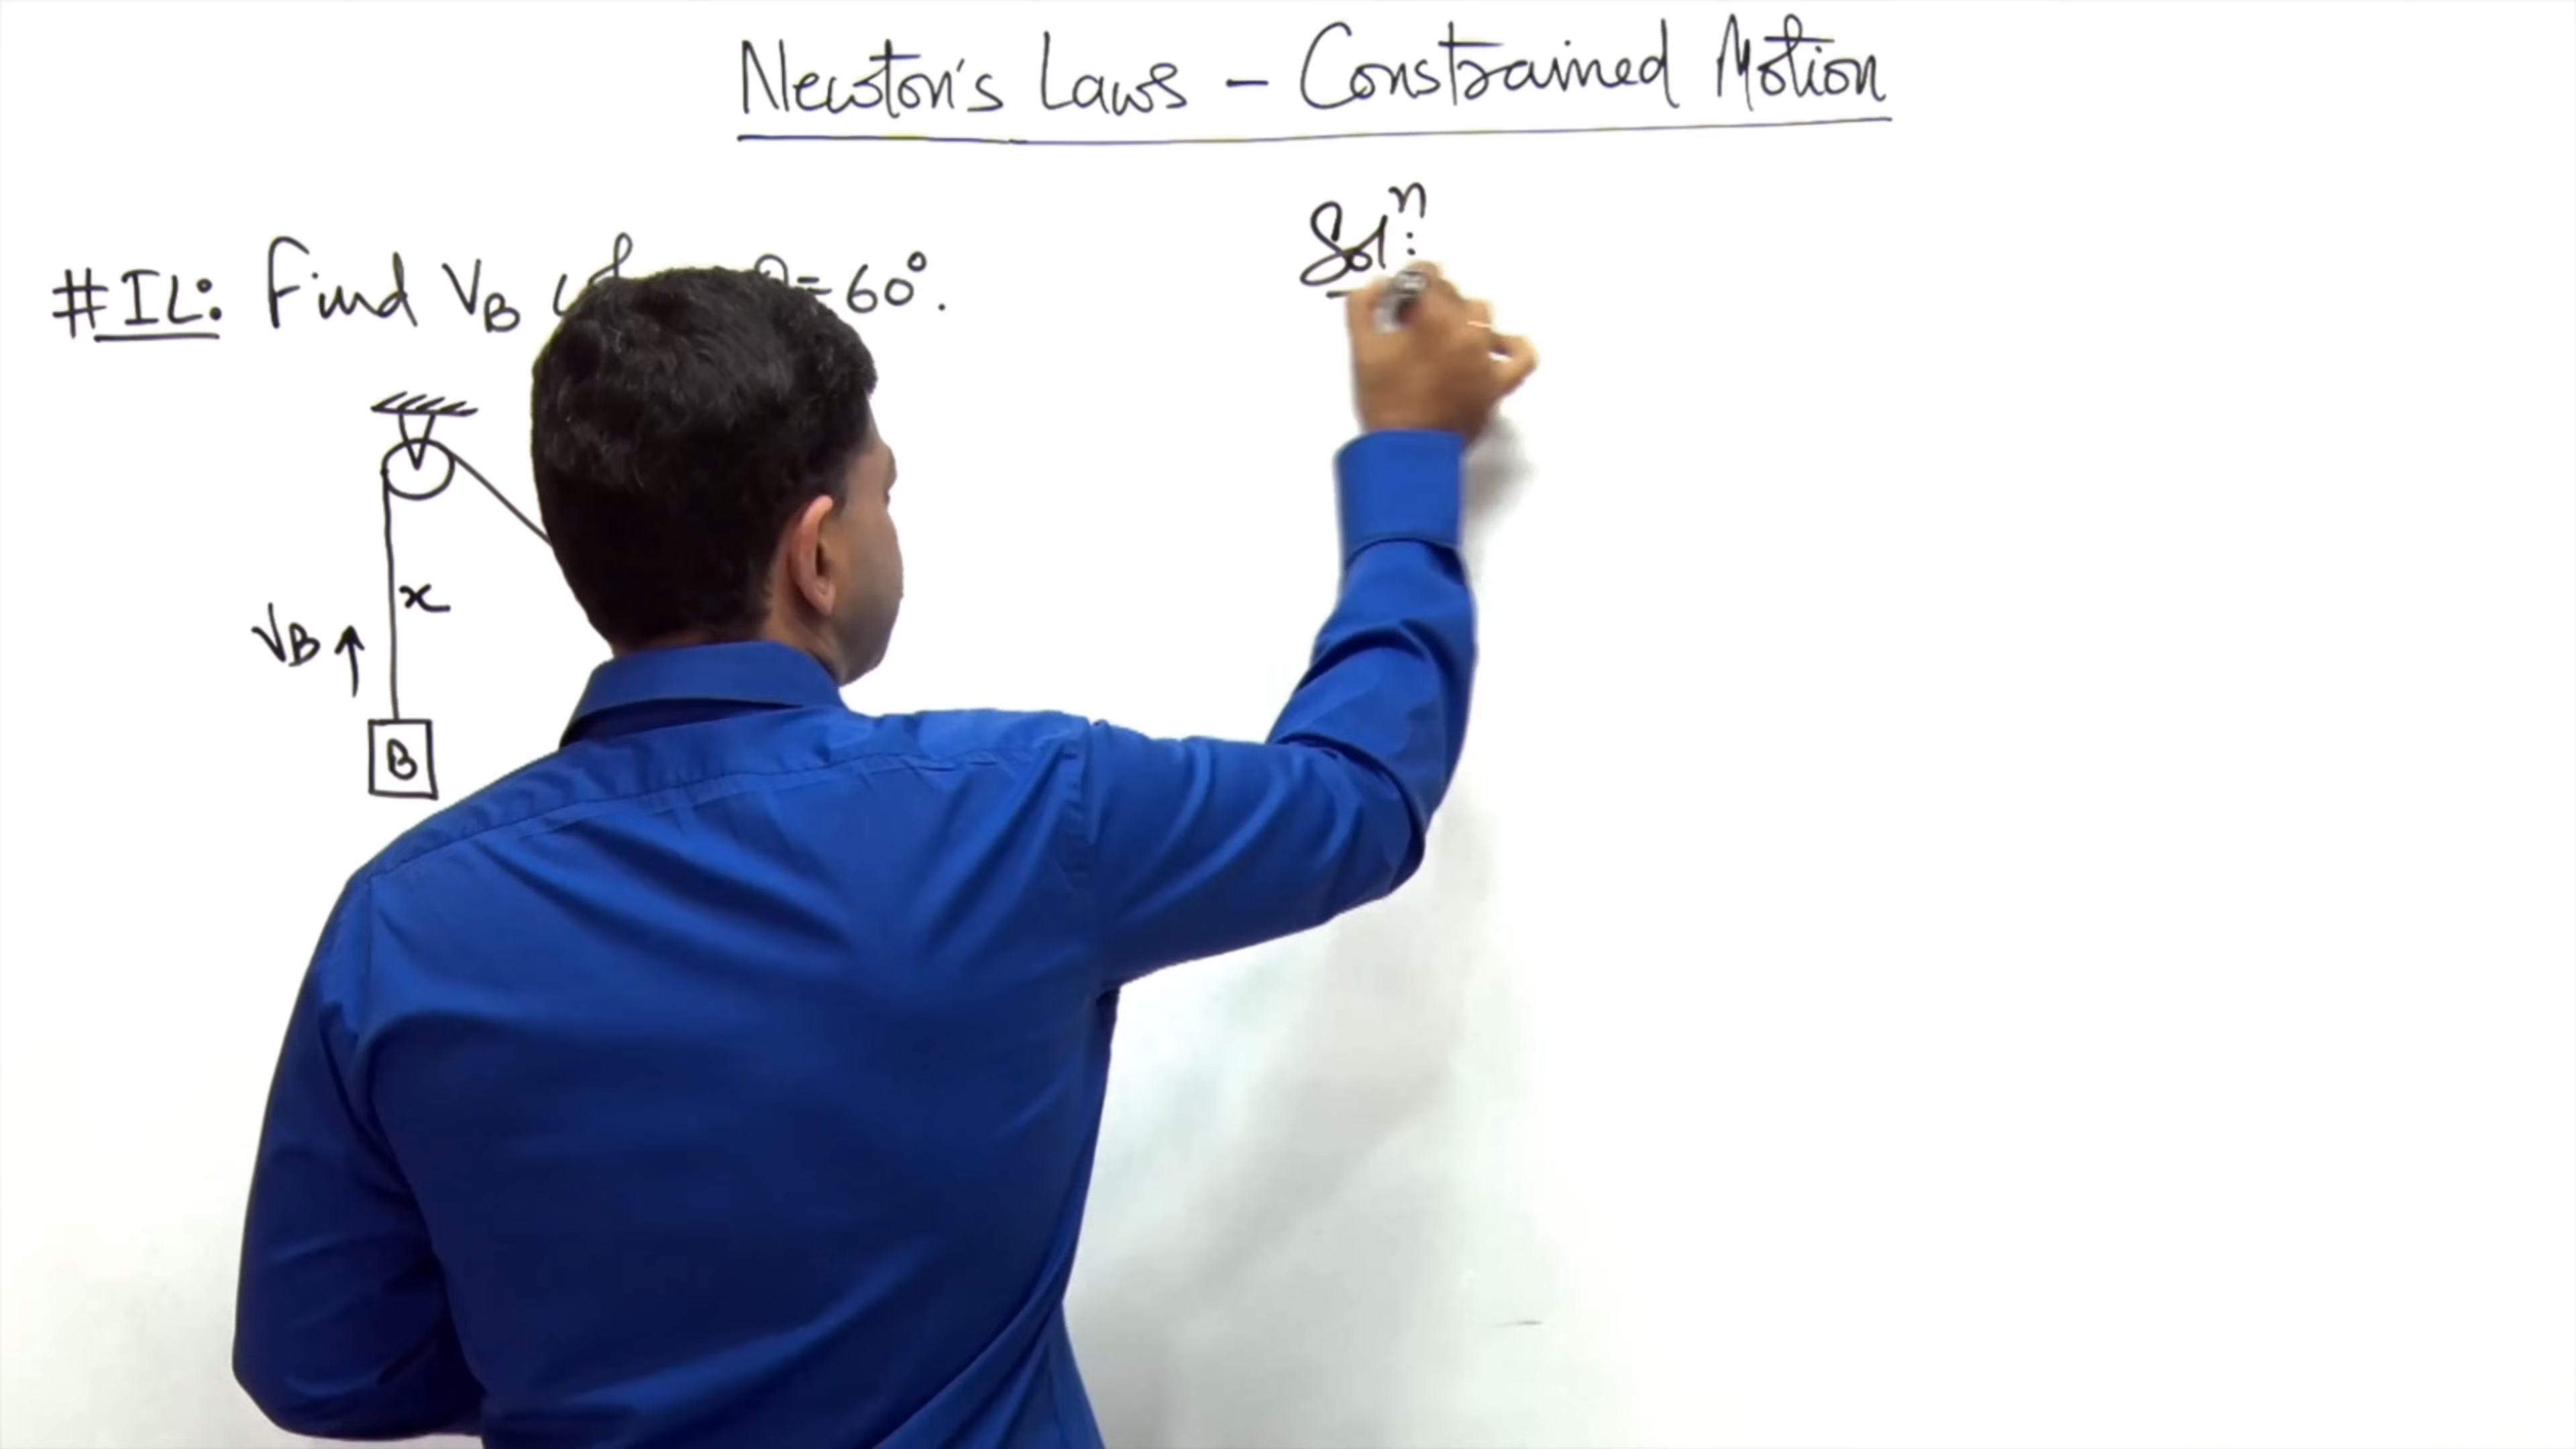 Newton's Laws - Constrained Motion
Solⁿ:
#IL: Find VB θ=60°.
x
VB
B